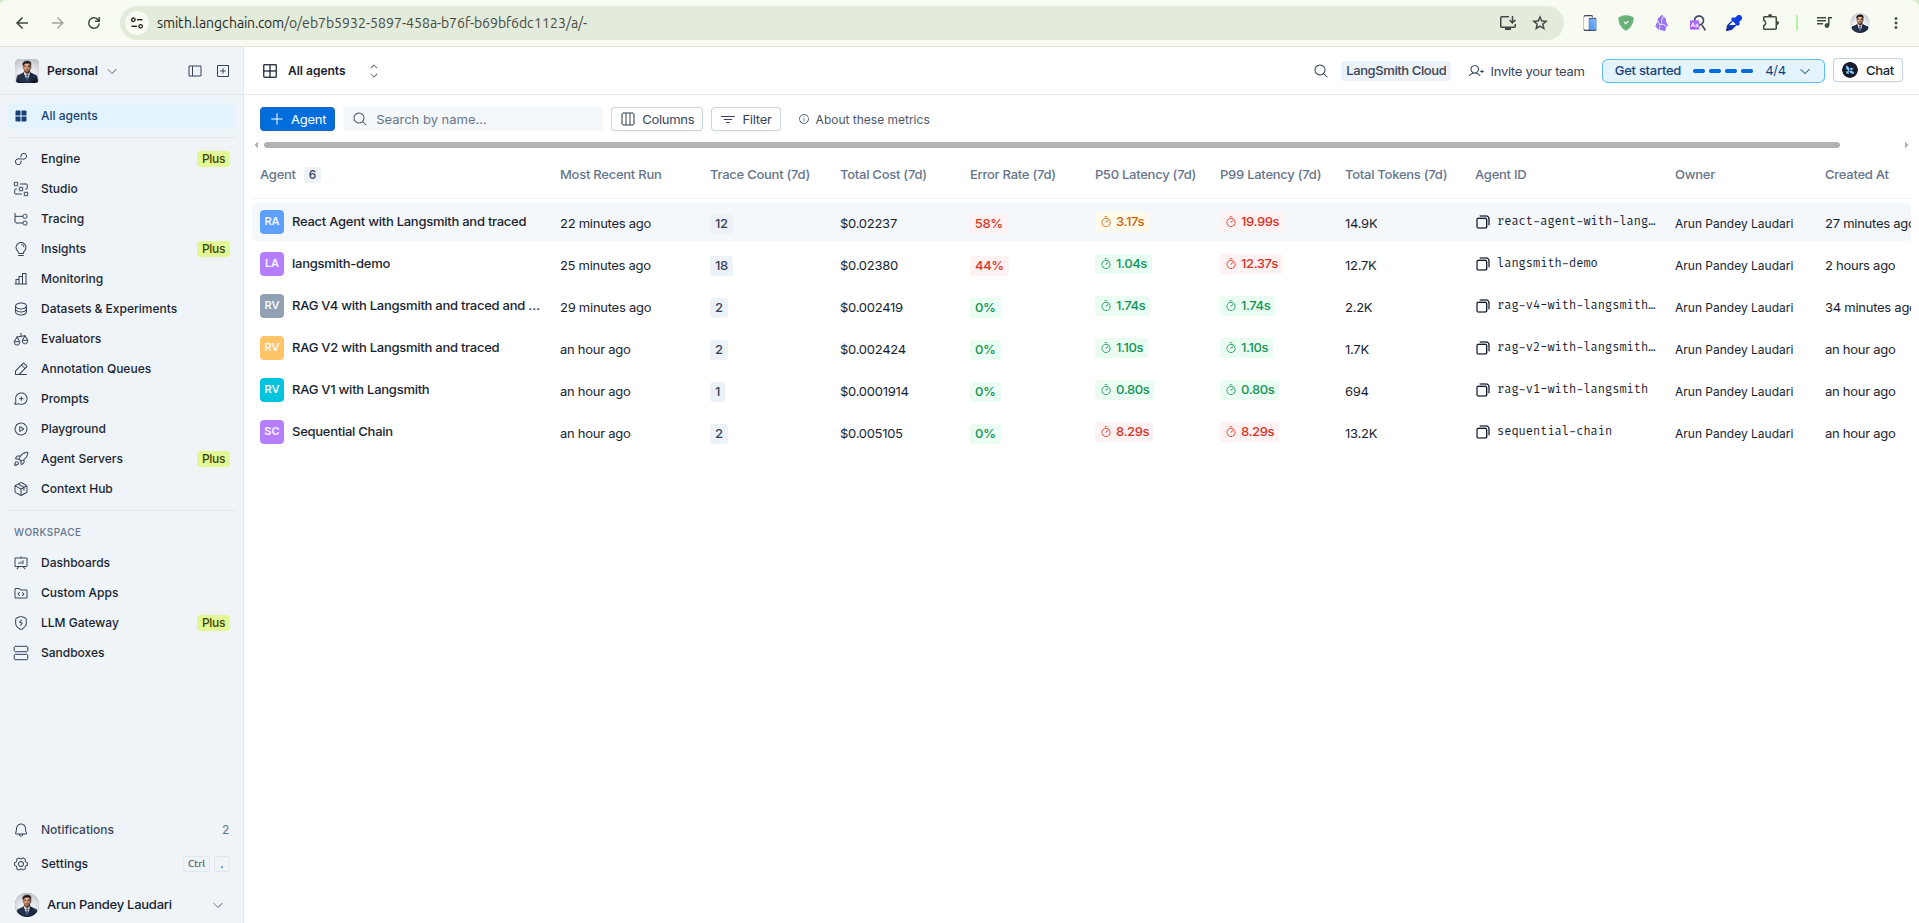 smith.langchain.com/o/eb7b5932-5897-458a-b76f-b69bf6dc1123/a/-
Personal
All agents
LangSmith Cloud
Invite your team
Get started
4/4
Chat
All agents
Engine Plus
Studio
Tracing
Insights Plus
Monitoring
Datasets & Experiments
Evaluators
Annotation Queues
Prompts
Playground
Agent Servers Plus
Context Hub
WORKSPACE
Dashboards
Custom Apps
LLM Gateway Plus
Sandboxes
Notifications 2
Settings Ctrl ,
Arun Pandey Laudari
Agent Search by name... Columns Filter About these metrics
Agent 6 Most Recent Run Trace Count (7d) Total Cost (7d) Error Rate (7d) P50 Latency (7d) P99 Latency (7d) Total Tokens (7d) Agent ID Owner Created At
RA React Agent with Langsmith and traced 22 minutes ago 12 $0.02237 58% 3.17s 19.99s 14.9K react-agent-with-lang… Arun Pandey Laudari 27 minutes ago
LA langsmith-demo 25 minutes ago 18 $0.02380 44% 1.04s 12.37s 12.7K langsmith-demo Arun Pandey Laudari 2 hours ago
RV RAG V4 with Langsmith and traced and ... 29 minutes ago 2 $0.002419 0% 1.74s 1.74s 2.2K rag-v4-with-langsmith… Arun Pandey Laudari 34 minutes ago
RV RAG V2 with Langsmith and traced an hour ago 2 $0.002424 0% 1.10s 1.10s 1.7K rag-v2-with-langsmith… Arun Pandey Laudari an hour ago
RV RAG V1 with Langsmith an hour ago 1 $0.0001914 0% 0.80s 0.80s 694 rag-v1-with-langsmith Arun Pandey Laudari an hour ago
SC Sequential Chain an hour ago 2 $0.005105 0% 8.29s 8.29s 13.2K sequential-chain Arun Pandey Laudari an hour ago